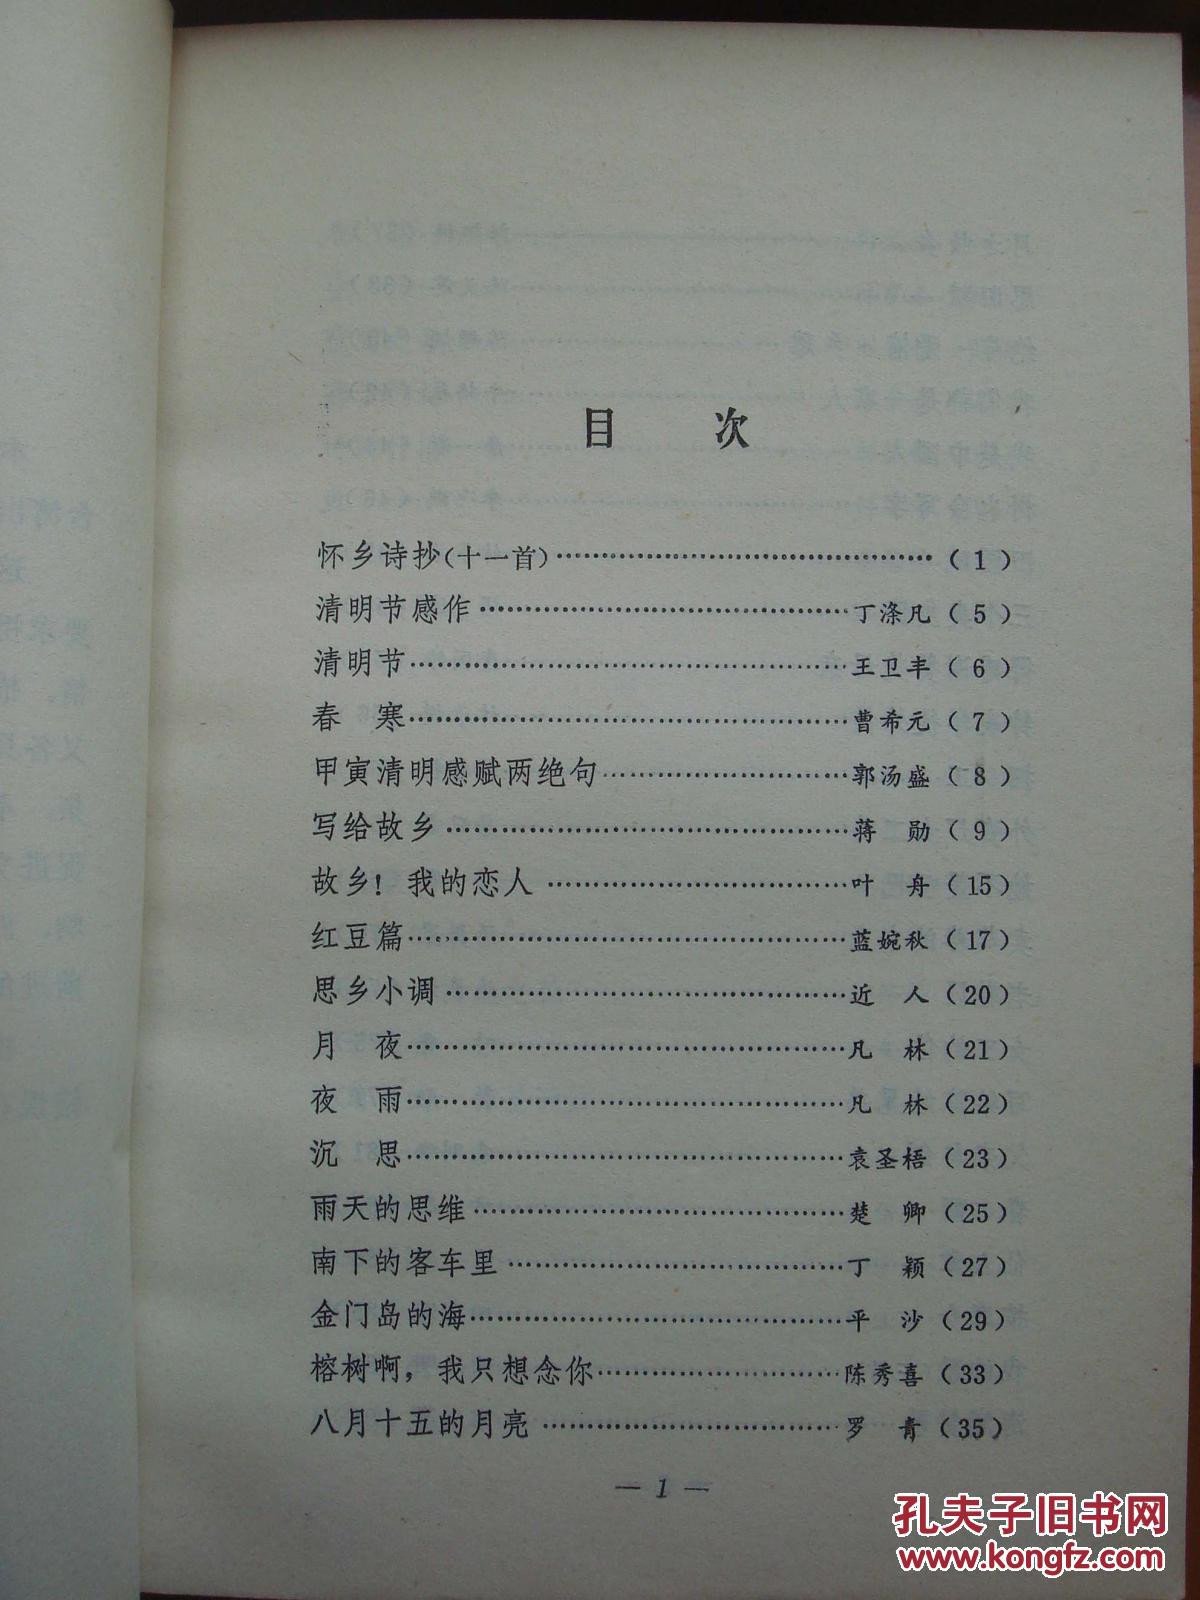 目 次
怀乡诗抄(十一首)……(1)
清明节感作……丁涤凡(5)
清明节……王卫丰(6)
春 寒……曹希元(7)
甲寅清明感赋两绝句……郭汤盛(8)
写给故乡……蒋 勋(9)
故乡！我的恋人……叶 舟(15)
红豆篇……蓝婉秋(17)
思乡小调……近 人(20)
月 夜……凡 林(21)
夜 雨……凡 林(22)
沉 思……袁圣梧(23)
雨天的思维……楚 卿(25)
南下的客车里……丁 颖(27)
金门岛的海……平 沙(29)
榕树啊，我只想念你……陈秀喜(33)
八月十五的月亮……罗 青(35)
— 1 —
孔夫子旧书网
www.kongfz.com